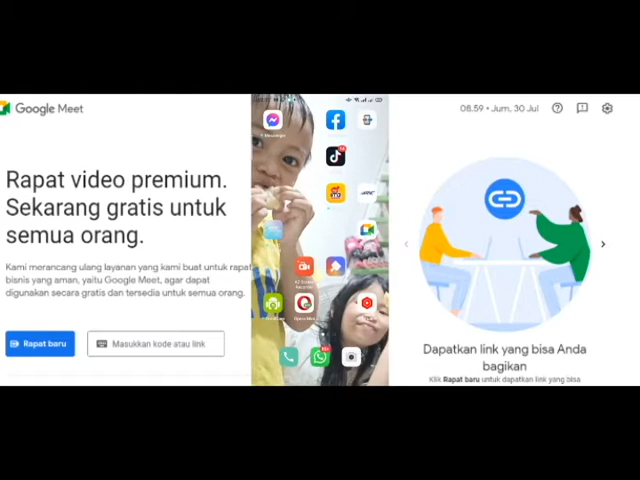 Google Meet
08.59 • Jum, 30 Jul
Rapat video premium.
Sekarang gratis untuk
semua orang.
Kami merancang ulang layanan yang kami buat untuk rapat
bisnis yang aman, yaitu Google Meet, agar dapat
digunakan secara gratis dan tersedia untuk semua orang.
Rapat baru
Masukkan kode atau link
Dapatkan link yang bisa Anda
bagikan
Klik Rapat baru untuk dapatkan link yang bisa